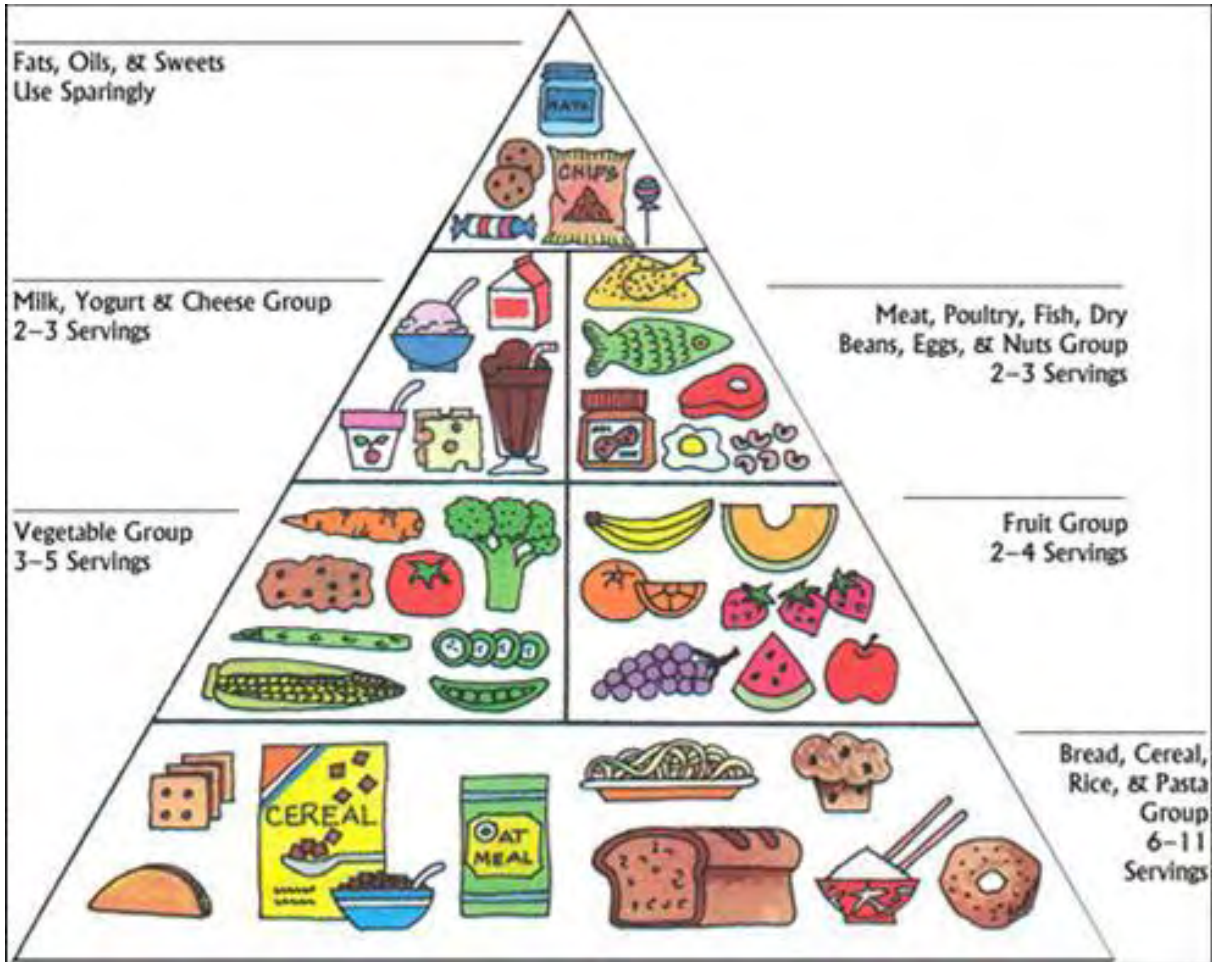 Fats, Oils, & Sweets
Use Sparingly
MAYO
CHIPS
Milk, Yogurt & Cheese Group
2–3 Servings
Meat, Poultry, Fish, Dry
Beans, Eggs, & Nuts Group
2–3 Servings
Vegetable Group
3–5 Servings
Fruit Group
2–4 Servings
Bread, Cereal,
Rice, & Pasta
Group
6–11
Servings
CEREAL
OAT
MEAL